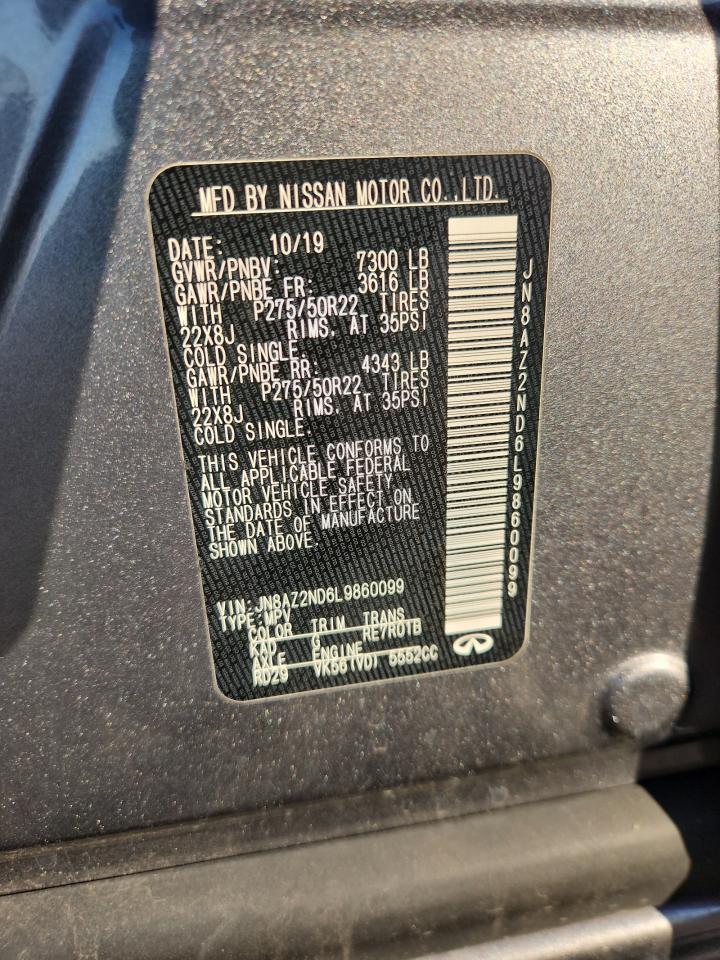 MFD BY NISSAN MOTOR CO.,LTD.
DATE: 10/19
GVWR/PNBV: 7300 LB
GAWR/PNBE FR: 3616 LB
WITH P275/50R22 TIRES
22X8J RIMS. AT 35PSI
COLD SINGLE.
GAWR/PNBE RR: 4343 LB
WITH P275/50R22 TIRES
22X8J RIMS. AT 35PSI
COLD SINGLE.
THIS VEHICLE CONFORMS TO
ALL APPLICABLE FEDERAL
MOTOR VEHICLE SAFETY
STANDARDS IN EFFECT ON
THE DATE OF MANUFACTURE
SHOWN ABOVE.
VIN:JN8AZ2ND6L9860099
TYPE:MPV
COLOR TRIM TRANS
KAD G RE7R01B
AXLE ENGINE
RD29 VK56(VD) 5552CC
JN8AZ2ND6L9860099